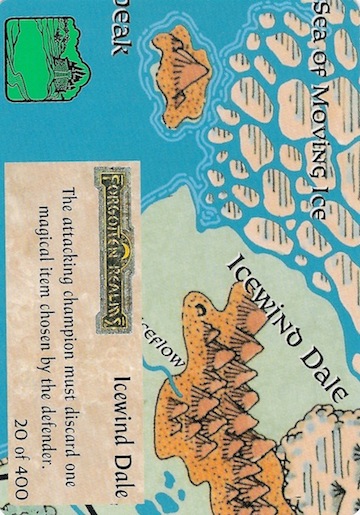 Sea of Moving Ice
peak
Icewind Dale
iceflow
FORGOTTEN REALMS
Icewind Dale
The attacking champion must discard one
magical item chosen by the defender.
20 of 400